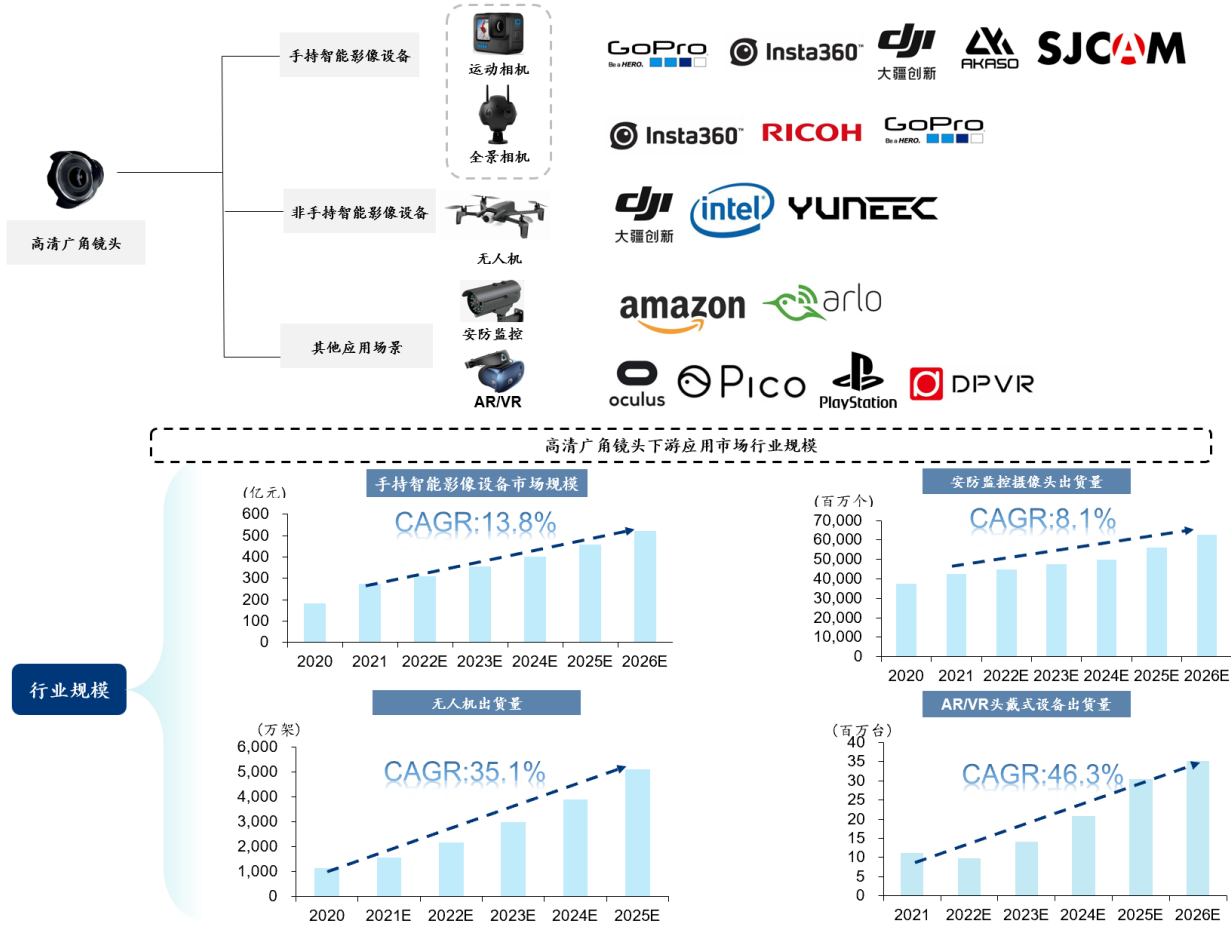 手持智能影像设备
运动相机
GoPro
Be a HERO.
Insta360™
dji
大疆创新
AKASO
SJCAM
全景相机
Insta360™
RICOH
GoPro
Be a HERO.
高清广角镜头
非手持智能影像设备
无人机
dji
大疆创新
intel
YUNEEC
其他应用场景
安防监控
amazon
arlo
AR/VR
oculus
Pico
PlayStation
DPVR
高清广角镜头下游应用市场行业规模
行业规模
手持智能影像设备市场规模
(亿元)
CAGR:13.8%
600
500
400
300
200
100
0
2020 2021 2022E 2023E 2024E 2025E 2026E
安防监控摄像头出货量
(百万个)
CAGR:8.1%
70,000
60,000
50,000
40,000
30,000
20,000
10,000
0
2020 2021 2022E 2023E 2024E 2025E 2026E
无人机出货量
(万架)
CAGR:35.1%
6,000
5,000
4,000
3,000
2,000
1,000
0
2020 2021E 2022E 2023E 2024E 2025E
AR/VR头戴式设备出货量
(百万台)
CAGR:46.3%
40
35
30
25
20
15
10
5
0
2021 2022E 2023E 2024E 2025E 2026E